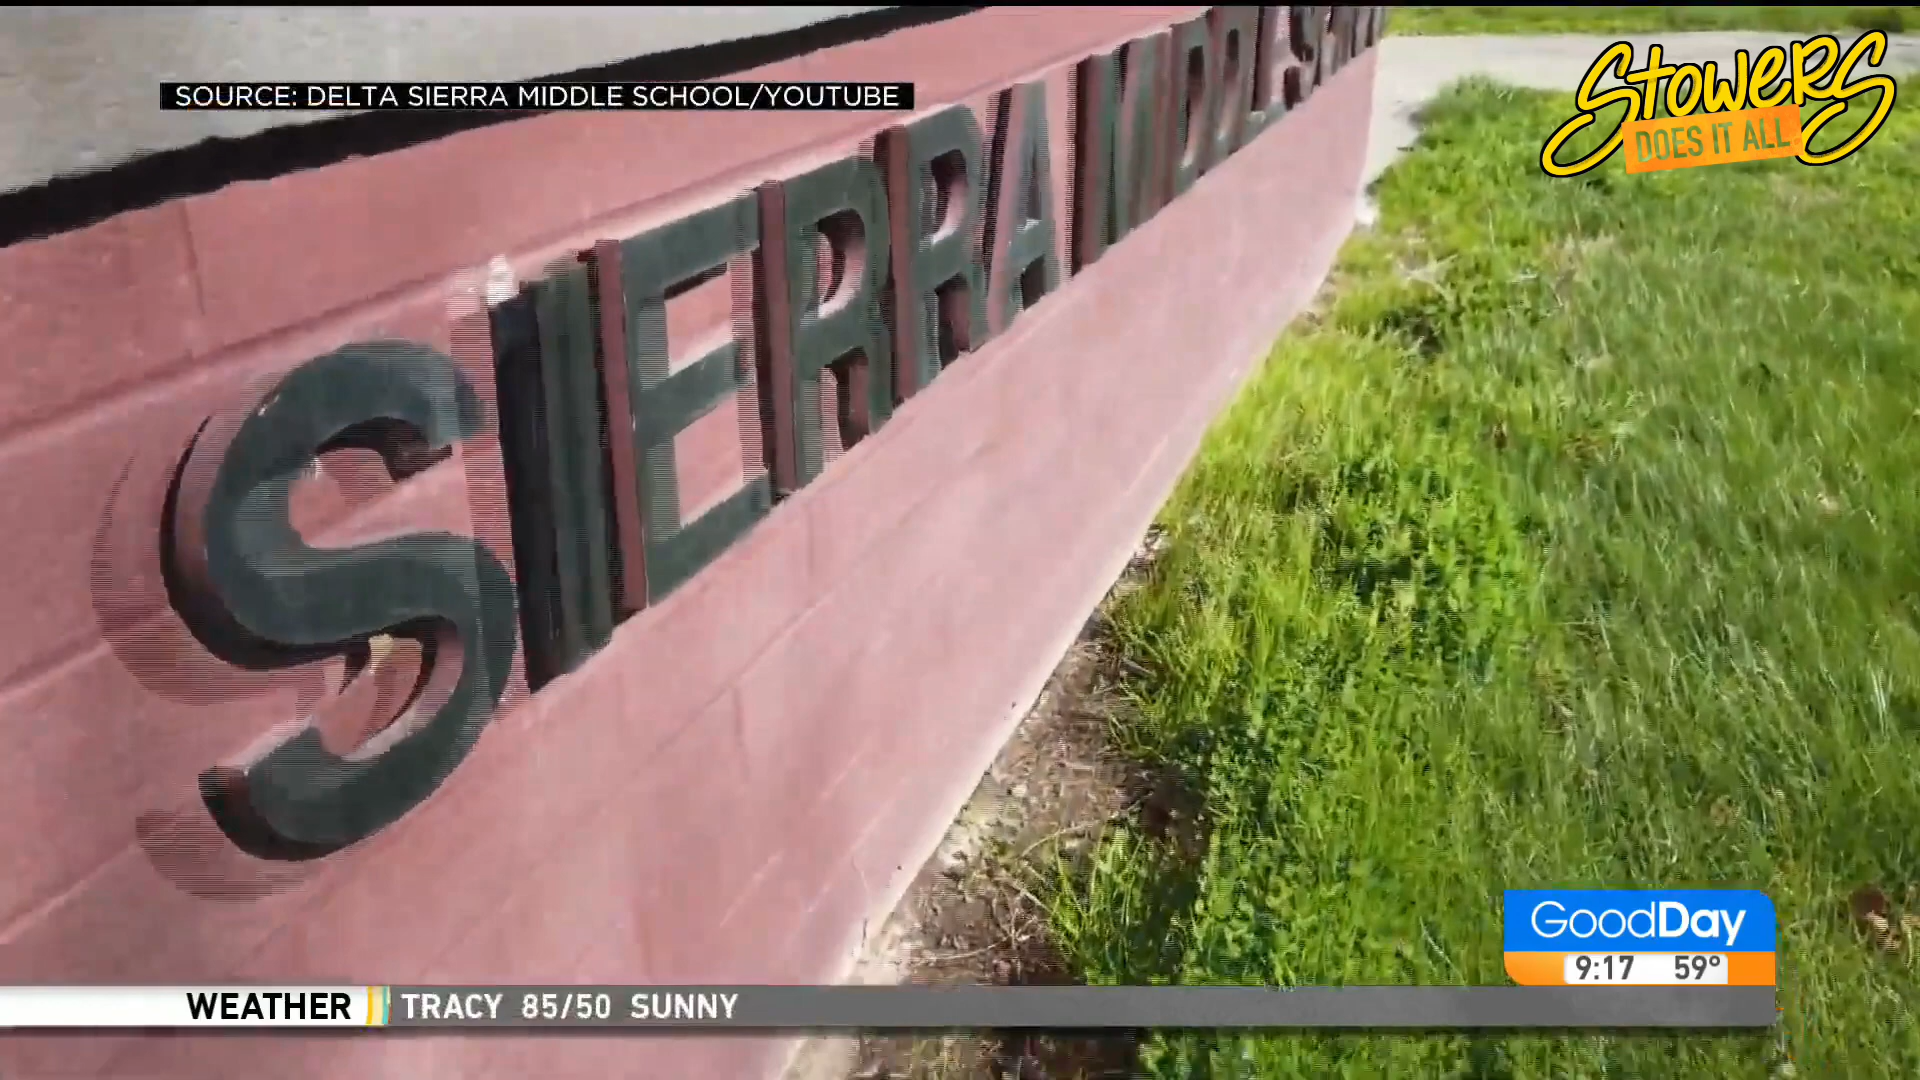 SOURCE: DELTA SIERRA MIDDLE SCHOOL/YOUTUBE
STOWERS
DOES IT ALL
SIERRA MIDDLE
GoodDay
9:17 59°
WEATHER TRACY 85/50 SUNNY